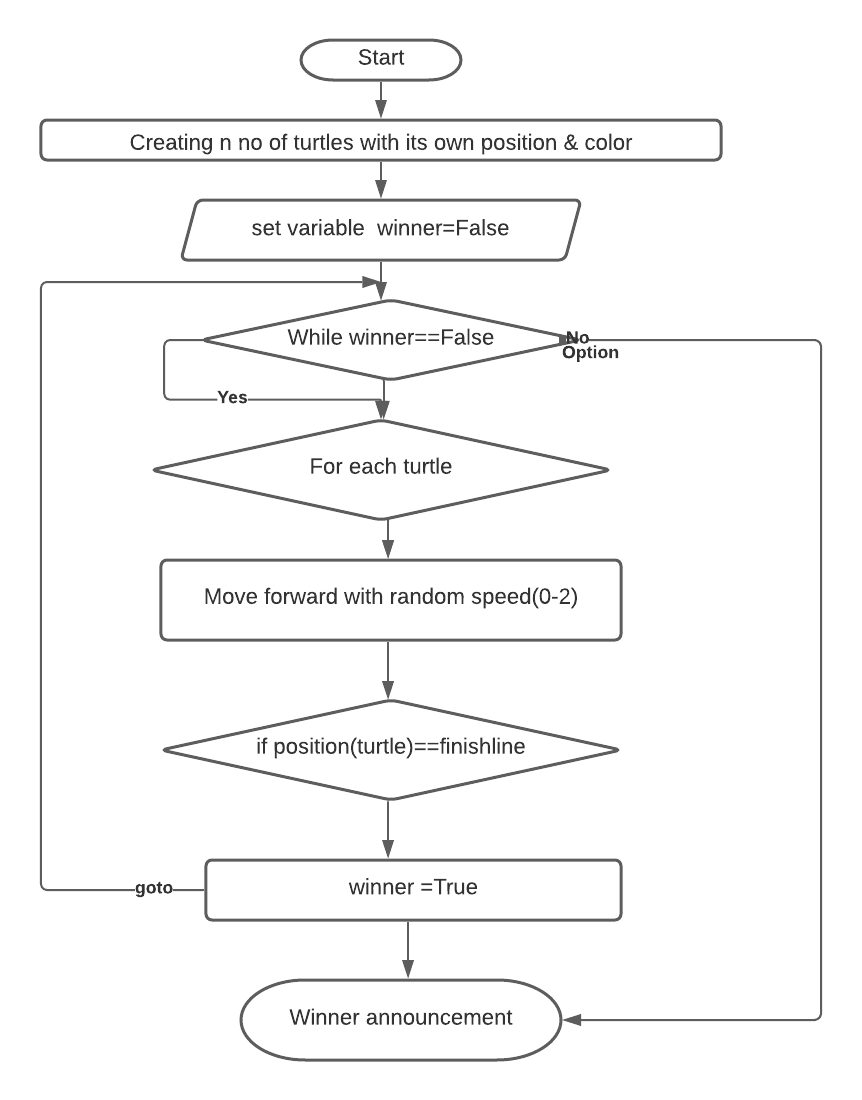 Start
Creating n no of turtles with its own position & color
set variable  winner=False
While winner==False
No
Option
Yes
For each turtle
Move forward with random speed(0-2)
if position(turtle)==finishline
goto
winner =True
Winner announcement